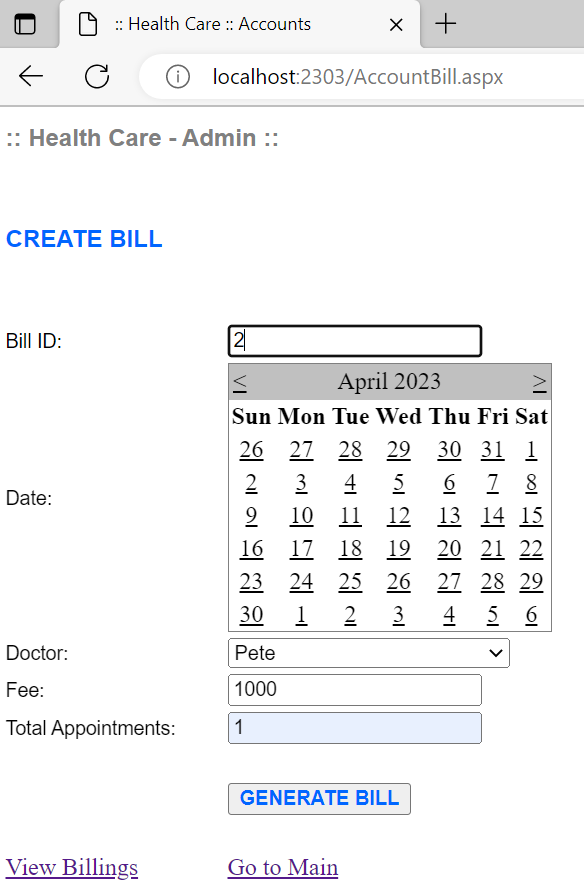 :: Health Care :: Accounts
localhost:2303/AccountBill.aspx
:: Health Care - Admin ::
CREATE BILL
Bill ID: 2
< April 2023 >
Sun Mon Tue Wed Thu Fri Sat
26 27 28 29 30 31 1
2 3 4 5 6 7 8
9 10 11 12 13 14 15
16 17 18 19 20 21 22
23 24 25 26 27 28 29
30 1 2 3 4 5 6
Date:
Doctor: Pete
Fee: 1000
Total Appointments: 1
GENERATE BILL
View Billings Go to Main